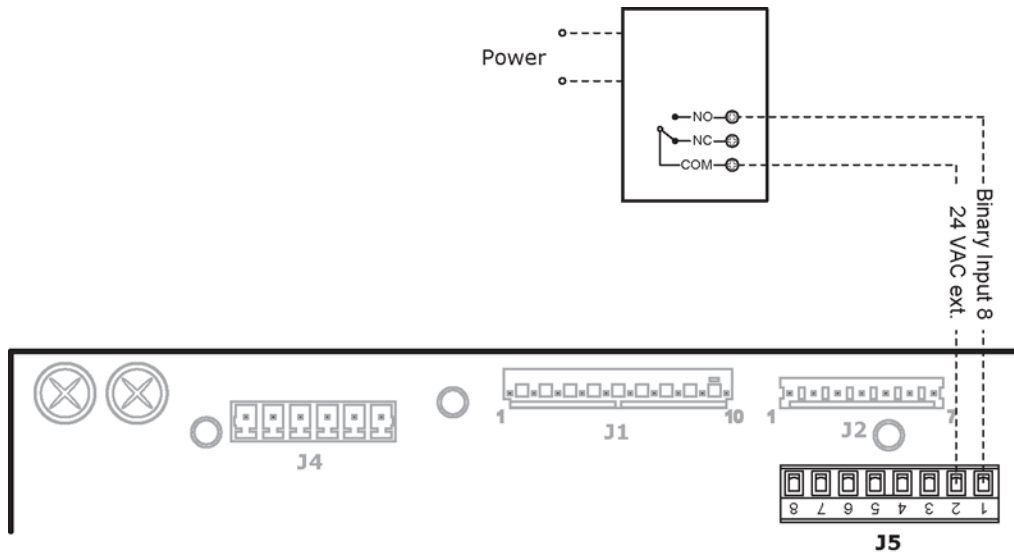 Power
NO
NC
COM
Binary Input 8
24 VAC ext.
1 10
J1
1 7
J2
J4
8 7 6 5 4 3 2 1
J5